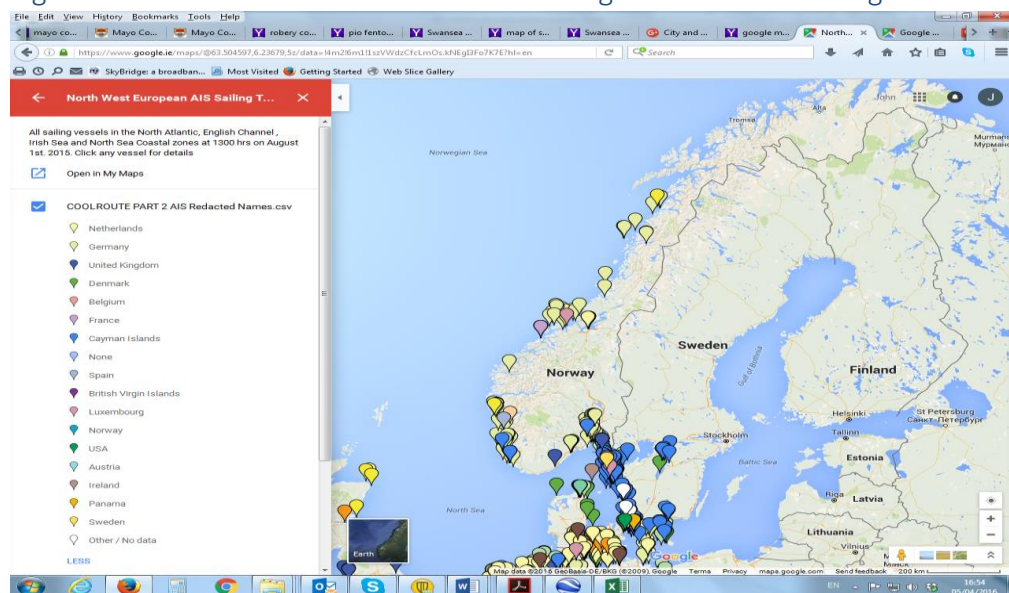 File Edit View History Bookmarks Tools Help
mayo co... Mayo Co... Mayo Co... robery co... pio fento... Swansea ... map of s... Swansea ... City and ... google m... North... × Google ... +
https://www.google.ie/maps/@63.504597,6.23679,5z/data=!4m2!6m1!1szVWdzCfcLmOs.kNEgl3Fo7K7E?hl=en
Search
SkyBridge: a broadban... Most Visited Getting Started Web Slice Gallery
North West European AIS Sailing T... ×
All sailing vessels in the North Atlantic, English Channel ,
Irish Sea and North Sea Coastal zones at 1300 hrs on August
1st. 2015. Click any vessel for details
Open in My Maps
COOLROUTE PART 2 AIS Redacted Names.csv
Netherlands
Germany
United Kingdom
Denmark
Belgium
France
Cayman Islands
None
Spain
British Virgin Islands
Luxembourg
Norway
USA
Austria
Ireland
Panama
Sweden
Other / No data
LESS
John J
Alta
Tromsø
Murmans
Мурманс
Norwegian Sea
Sweden
Gulf of Bothnia
Norway
Finland
Helsinki
St Petersburg
Санкт-Петербург
Stockholm
Tallinn
Estonia
Baltic Sea
Riga
Latvia
North Sea
Lithuania
Vilnius
Earth
Google
Map data ©2016 GeoBasis-DE/BKG (©2009), Google Terms Privacy maps.google.com Send feedback 200 km
EN
16:54
05/04/2016